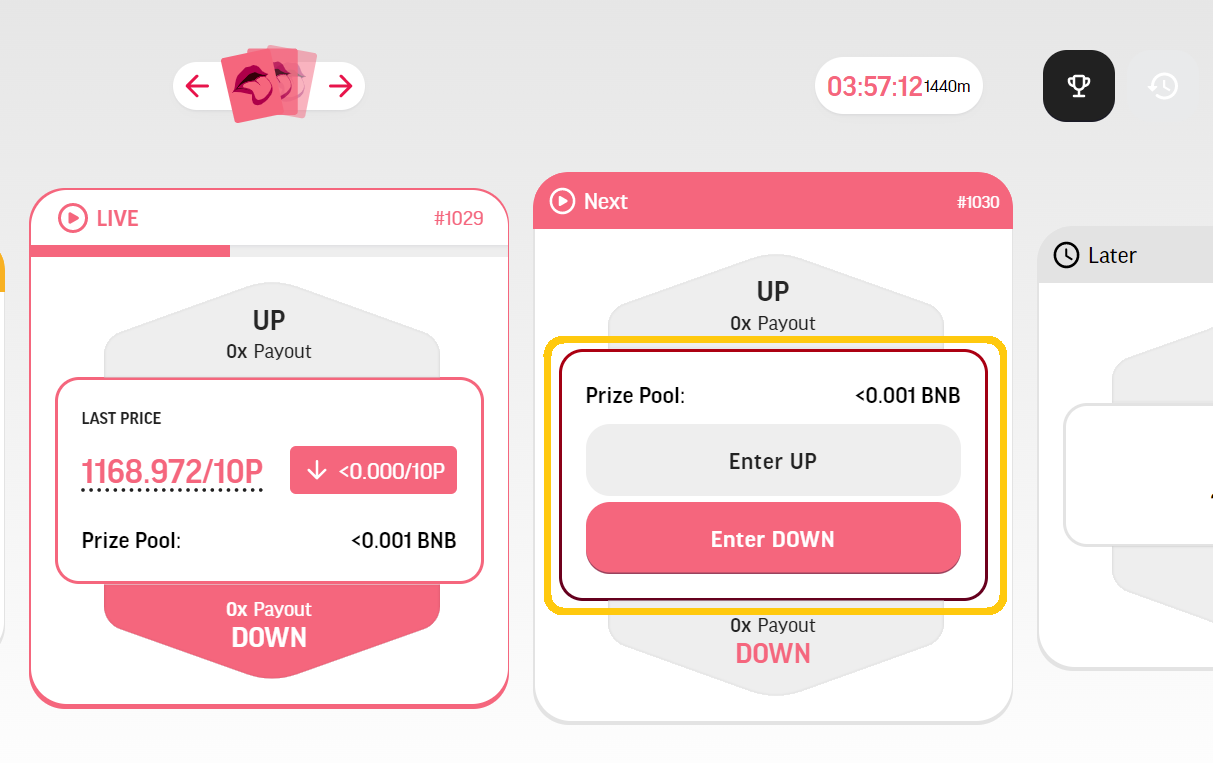 03:57:12 1440m
LIVE #1029
UP
0x Payout
LAST PRICE
1168.972/10P <0.000/10P
Prize Pool: <0.001 BNB
0x Payout
DOWN
Next #1030
UP
0x Payout
Prize Pool: <0.001 BNB
Enter UP
Enter DOWN
0x Payout
DOWN
Later